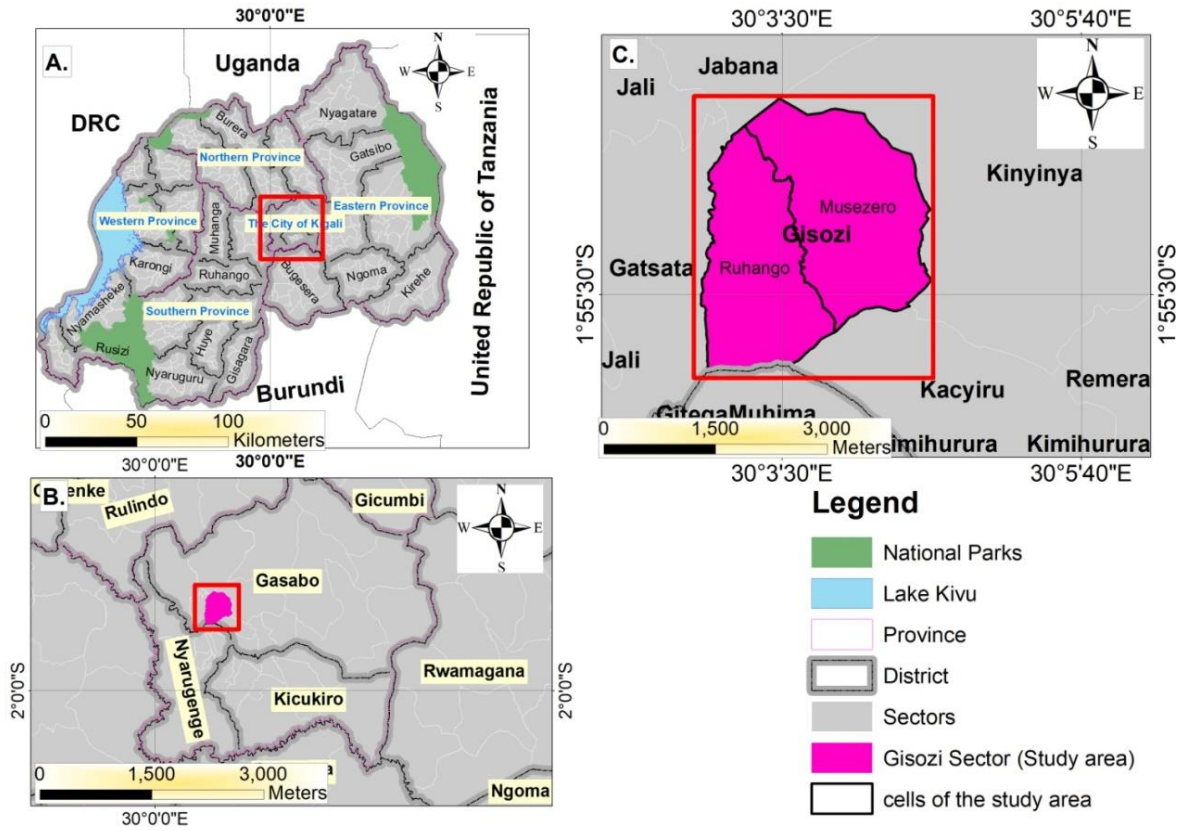 30°0'0"E
A.
N
W E
S
Uganda
DRC
United Republic of Tanzania
Burera
Nyagatare
Gatsibo
Northern Province
Western Province
The City of Kigali
Eastern Province
Muhanga
Karongi
Ruhango
Bugesera
Ngoma
Kirehe
Nyamasheke
Southern Province
Rusizi
Huye
Gisagara
Nyaruguru
Burundi
0 50 100
Kilometers
30°0'0"E
30°0'0"E
B.
enke
Rulindo
Gicumbi
N
W E
S
Gasabo
Nyarugenge
Rwamagana
Kicukiro
2°0'0"S
2°0'0"S
0 1,500 3,000
Meters
a
Ngoma
30°0'0"E
30°3'30"E
30°5'40"E
C.
N
W E
S
Jabana
Jali
Kinyinya
Musezero
Gisozi
Gatsata
Ruhango
1°55'30"S
1°55'30"S
Jali
Kacyiru
Remera
Gitega
Muhima
0 1,500 3,000
Meters
imihurura
Kimihurura
30°3'30"E
30°5'40"E
Legend
National Parks
Lake Kivu
Province
District
Sectors
Gisozi Sector (Study area)
cells of the study area